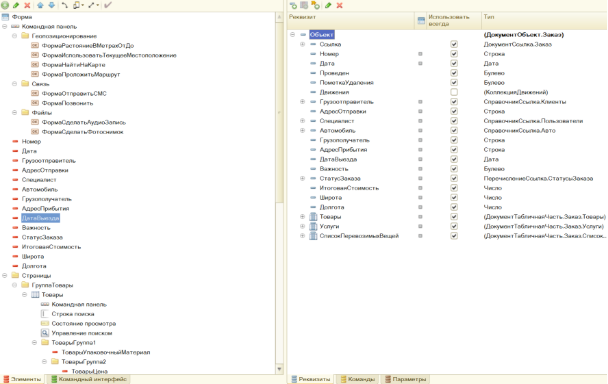 Форма
Командная панель
Геопозиционирование
ФормаРастояниеВМетрахОтДо
ФормаИспользоватьТекущееМестоположение
ФормаНайтиНаКарте
ФормаПроложитьМаршрут
Связь
ФормаОтправитьСМС
ФормаПозвонить
Файлы
ФормаСделатьАудиоЗапись
ФормаСделатьФотоснимок
Номер
Дата
Грузоотправитель
АдресОтправки
Специалист
Автомобиль
Грузополучатель
АдресПрибытия
ДатаВыезда
Важность
СтатусЗаказа
ИтоговаяСтоимость
Широта
Долгота
Страницы
ГруппаТовары
Товары
Командная панель
Строка поиска
Состояние просмотра
Управление поиском
ТоварыГруппа1
ТоварыУпаковочныйМатериал
ТоварыГруппа2
ТоварыЦена
Элементы Командный интерфейс
Реквизит Использовать всегда Тип
Объект (ДокументОбъект.Заказ)
Ссылка ДокументСсылка.Заказ
Номер Строка
Дата Дата
Проведен Булево
ПометкаУдаления Булево
Движения (КоллекцияДвижений)
Грузоотправитель СправочникСсылка.Клиенты
АдресОтправки Строка
Специалист СправочникСсылка.Пользователи
Автомобиль СправочникСсылка.Авто
Грузополучатель Строка
АдресПрибытия Строка
ДатаВыезда Дата
Важность Булево
СтатусЗаказа ПеречислениеСсылка.СтатусыЗаказа
ИтоговаяСтоимость Число
Широта Число
Долгота Число
Товары (ДокументТабличнаяЧасть.Заказ.Товары)
Услуги (ДокументТабличнаяЧасть.Заказ.Услуги)
СписокПеревозимыхВещей (ДокументТабличнаяЧасть.Заказ.Список...
Реквизиты Команды Параметры